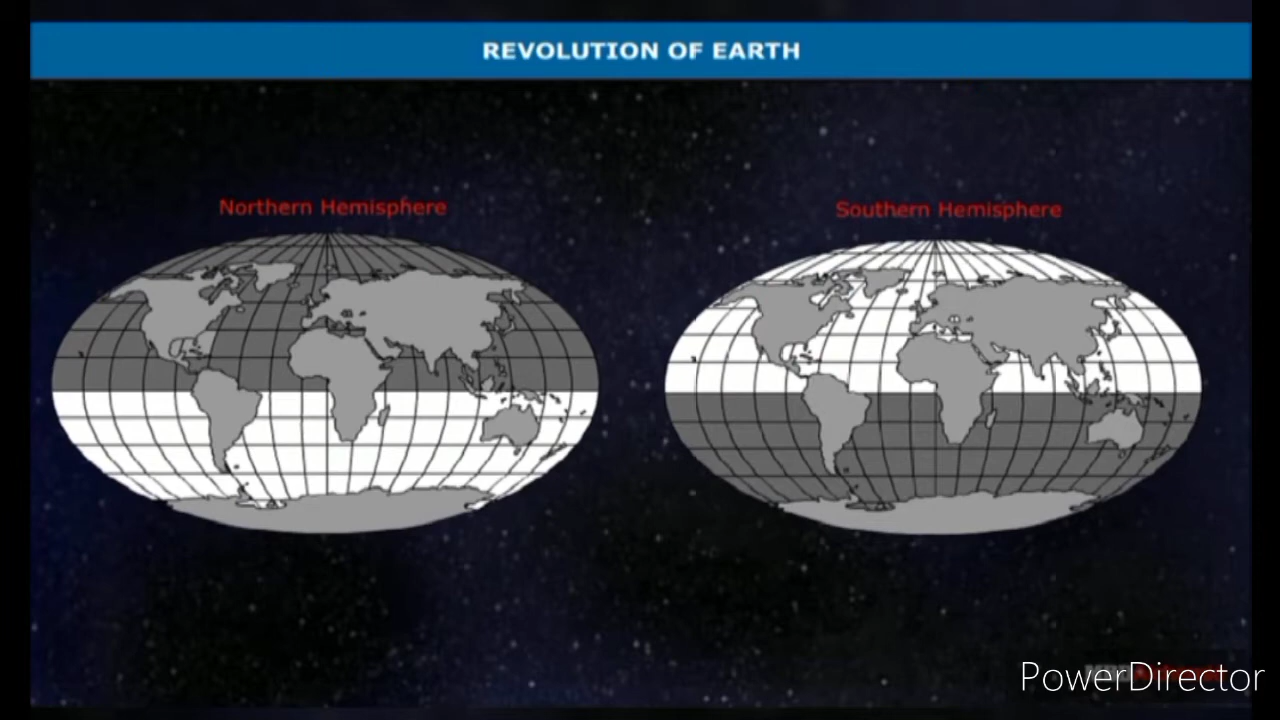 REVOLUTION OF EARTH
Northern Hemisphere
Southern Hemisphere
PowerDirector